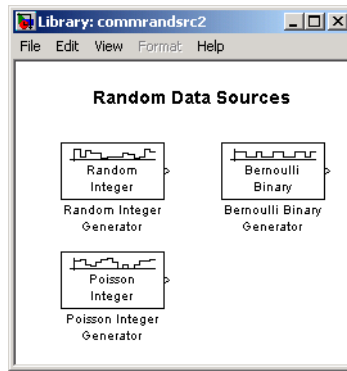 Library: commrandsrc2
File Edit View Format Help
Random Data Sources
Random
Integer
Random Integer
Generator
Bernoulli
Binary
Bernoulli Binary
Generator
Poisson
Integer
Poisson Integer
Generator